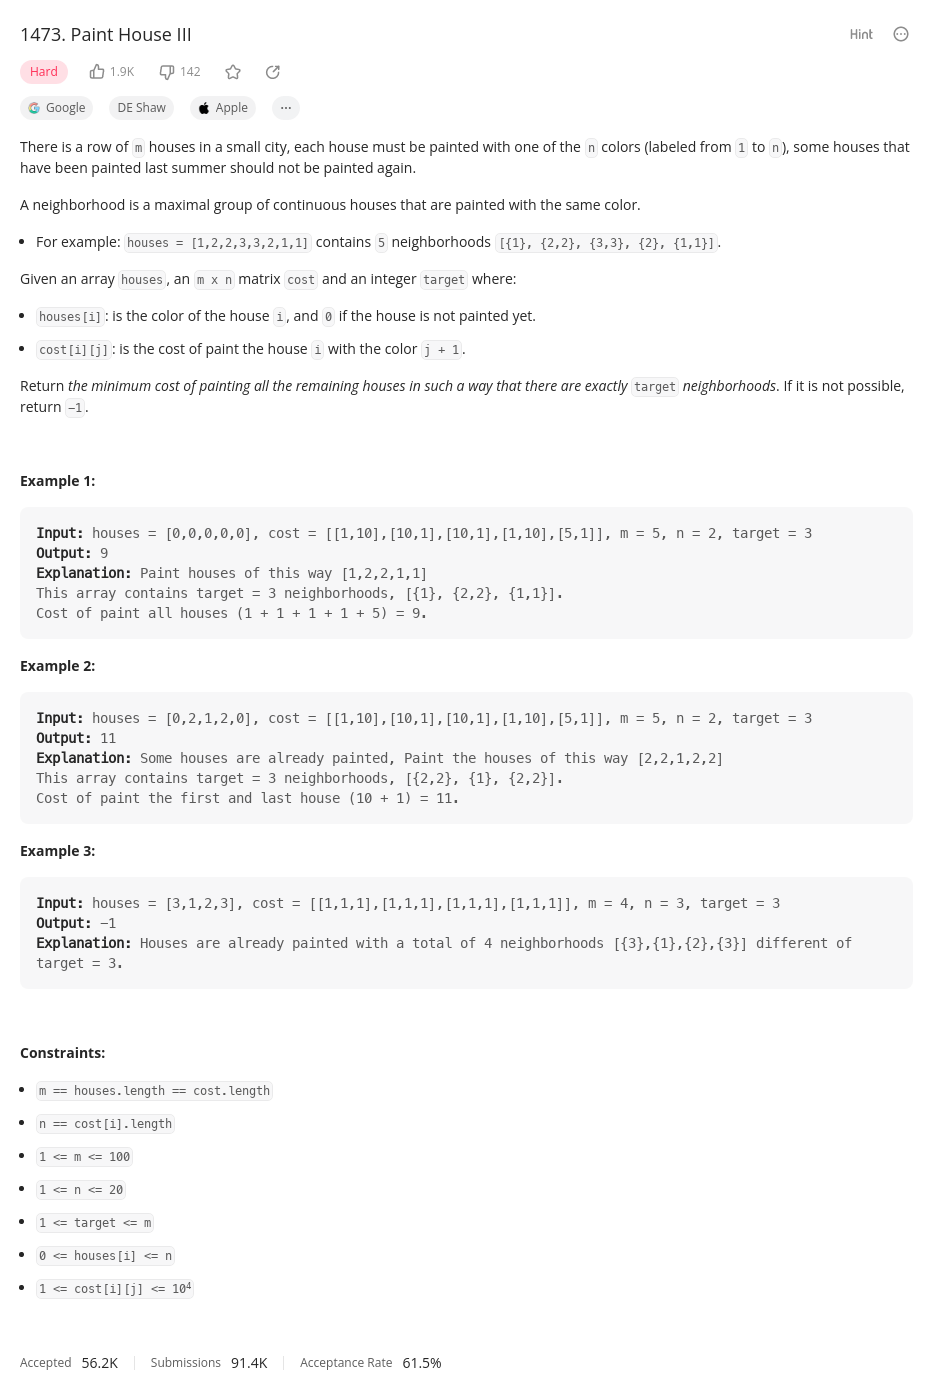 1473. Paint House III
Hint
Hard 1.9K 142
Google DE Shaw Apple ...
There is a row of m houses in a small city, each house must be painted with one of the n colors (labeled from 1 to n), some houses that
have been painted last summer should not be painted again.
A neighborhood is a maximal group of continuous houses that are painted with the same color.
• For example: houses = [1,2,2,3,3,2,1,1] contains 5 neighborhoods [{1}, {2,2}, {3,3}, {2}, {1,1}].
Given an array houses, an m x n matrix cost and an integer target where:
• houses[i]: is the color of the house i, and 0 if the house is not painted yet.
• cost[i][j]: is the cost of paint the house i with the color j + 1.
Return the minimum cost of painting all the remaining houses in such a way that there are exactly target neighborhoods. If it is not possible,
return -1.
Example 1:
Input: houses = [0,0,0,0,0], cost = [[1,10],[10,1],[10,1],[1,10],[5,1]], m = 5, n = 2, target = 3
Output: 9
Explanation: Paint houses of this way [1,2,2,1,1]
This array contains target = 3 neighborhoods, [{1}, {2,2}, {1,1}].
Cost of paint all houses (1 + 1 + 1 + 1 + 5) = 9.
Example 2:
Input: houses = [0,2,1,2,0], cost = [[1,10],[10,1],[10,1],[1,10],[5,1]], m = 5, n = 2, target = 3
Output: 11
Explanation: Some houses are already painted, Paint the houses of this way [2,2,1,2,2]
This array contains target = 3 neighborhoods, [{2,2}, {1}, {2,2}].
Cost of paint the first and last house (10 + 1) = 11.
Example 3:
Input: houses = [3,1,2,3], cost = [[1,1,1],[1,1,1],[1,1,1],[1,1,1]], m = 4, n = 3, target = 3
Output: -1
Explanation: Houses are already painted with a total of 4 neighborhoods [{3},{1},{2},{3}] different of
target = 3.
Constraints:
• m == houses.length == cost.length
• n == cost[i].length
• 1 <= m <= 100
• 1 <= n <= 20
• 1 <= target <= m
• 0 <= houses[i] <= n
• 1 <= cost[i][j] <= 10⁴
Accepted 56.2K Submissions 91.4K Acceptance Rate 61.5%